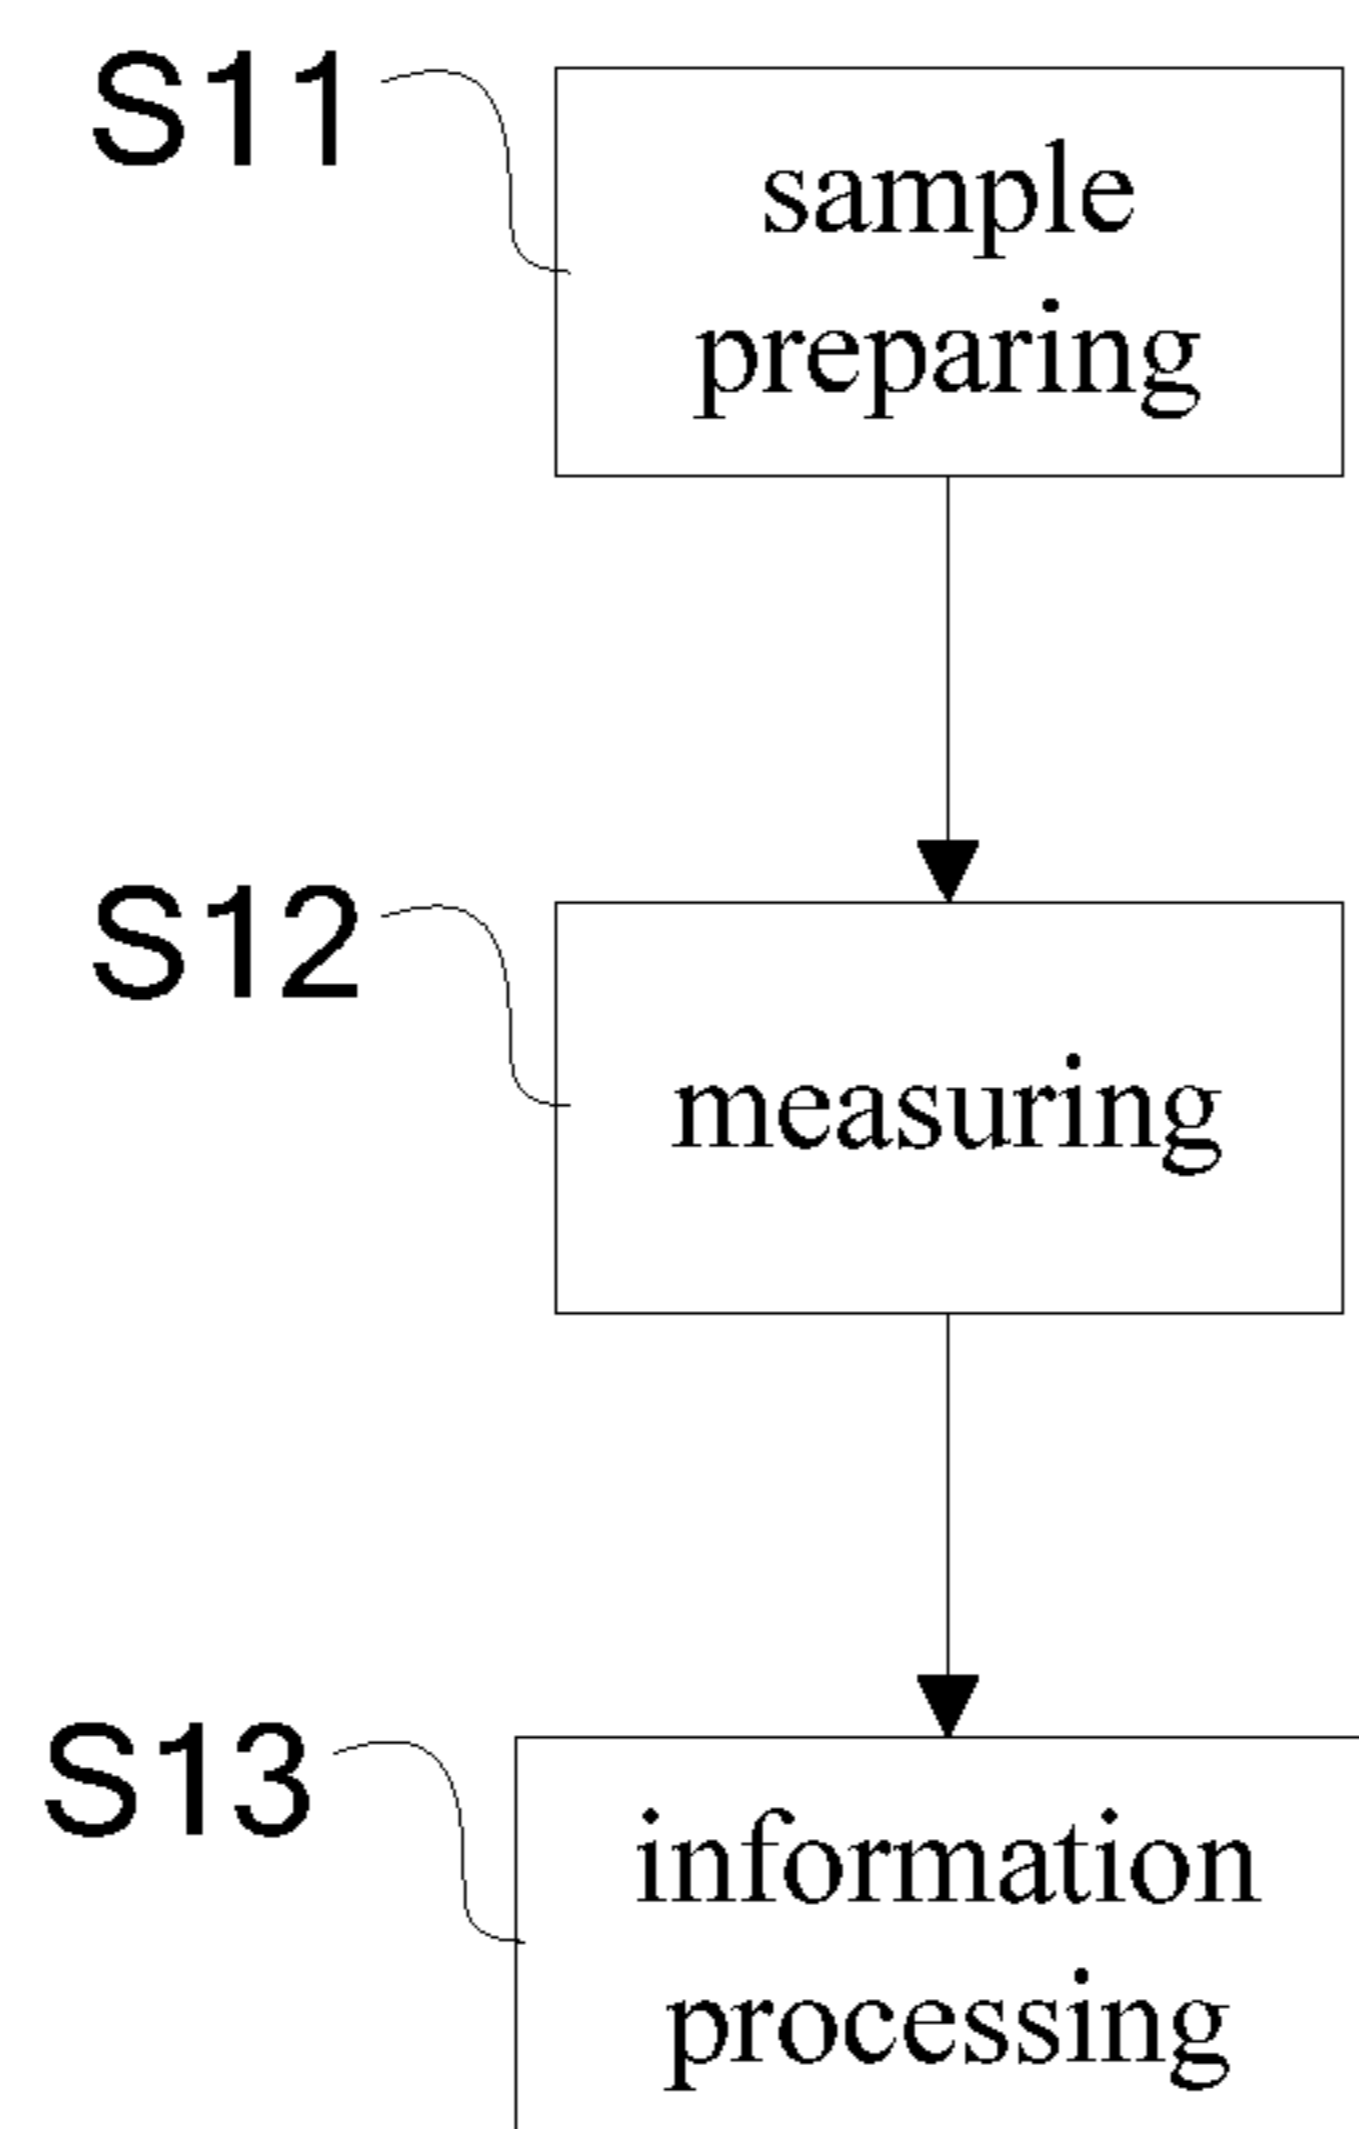 S11
sample
preparing
S12
measuring
S13
information
processing